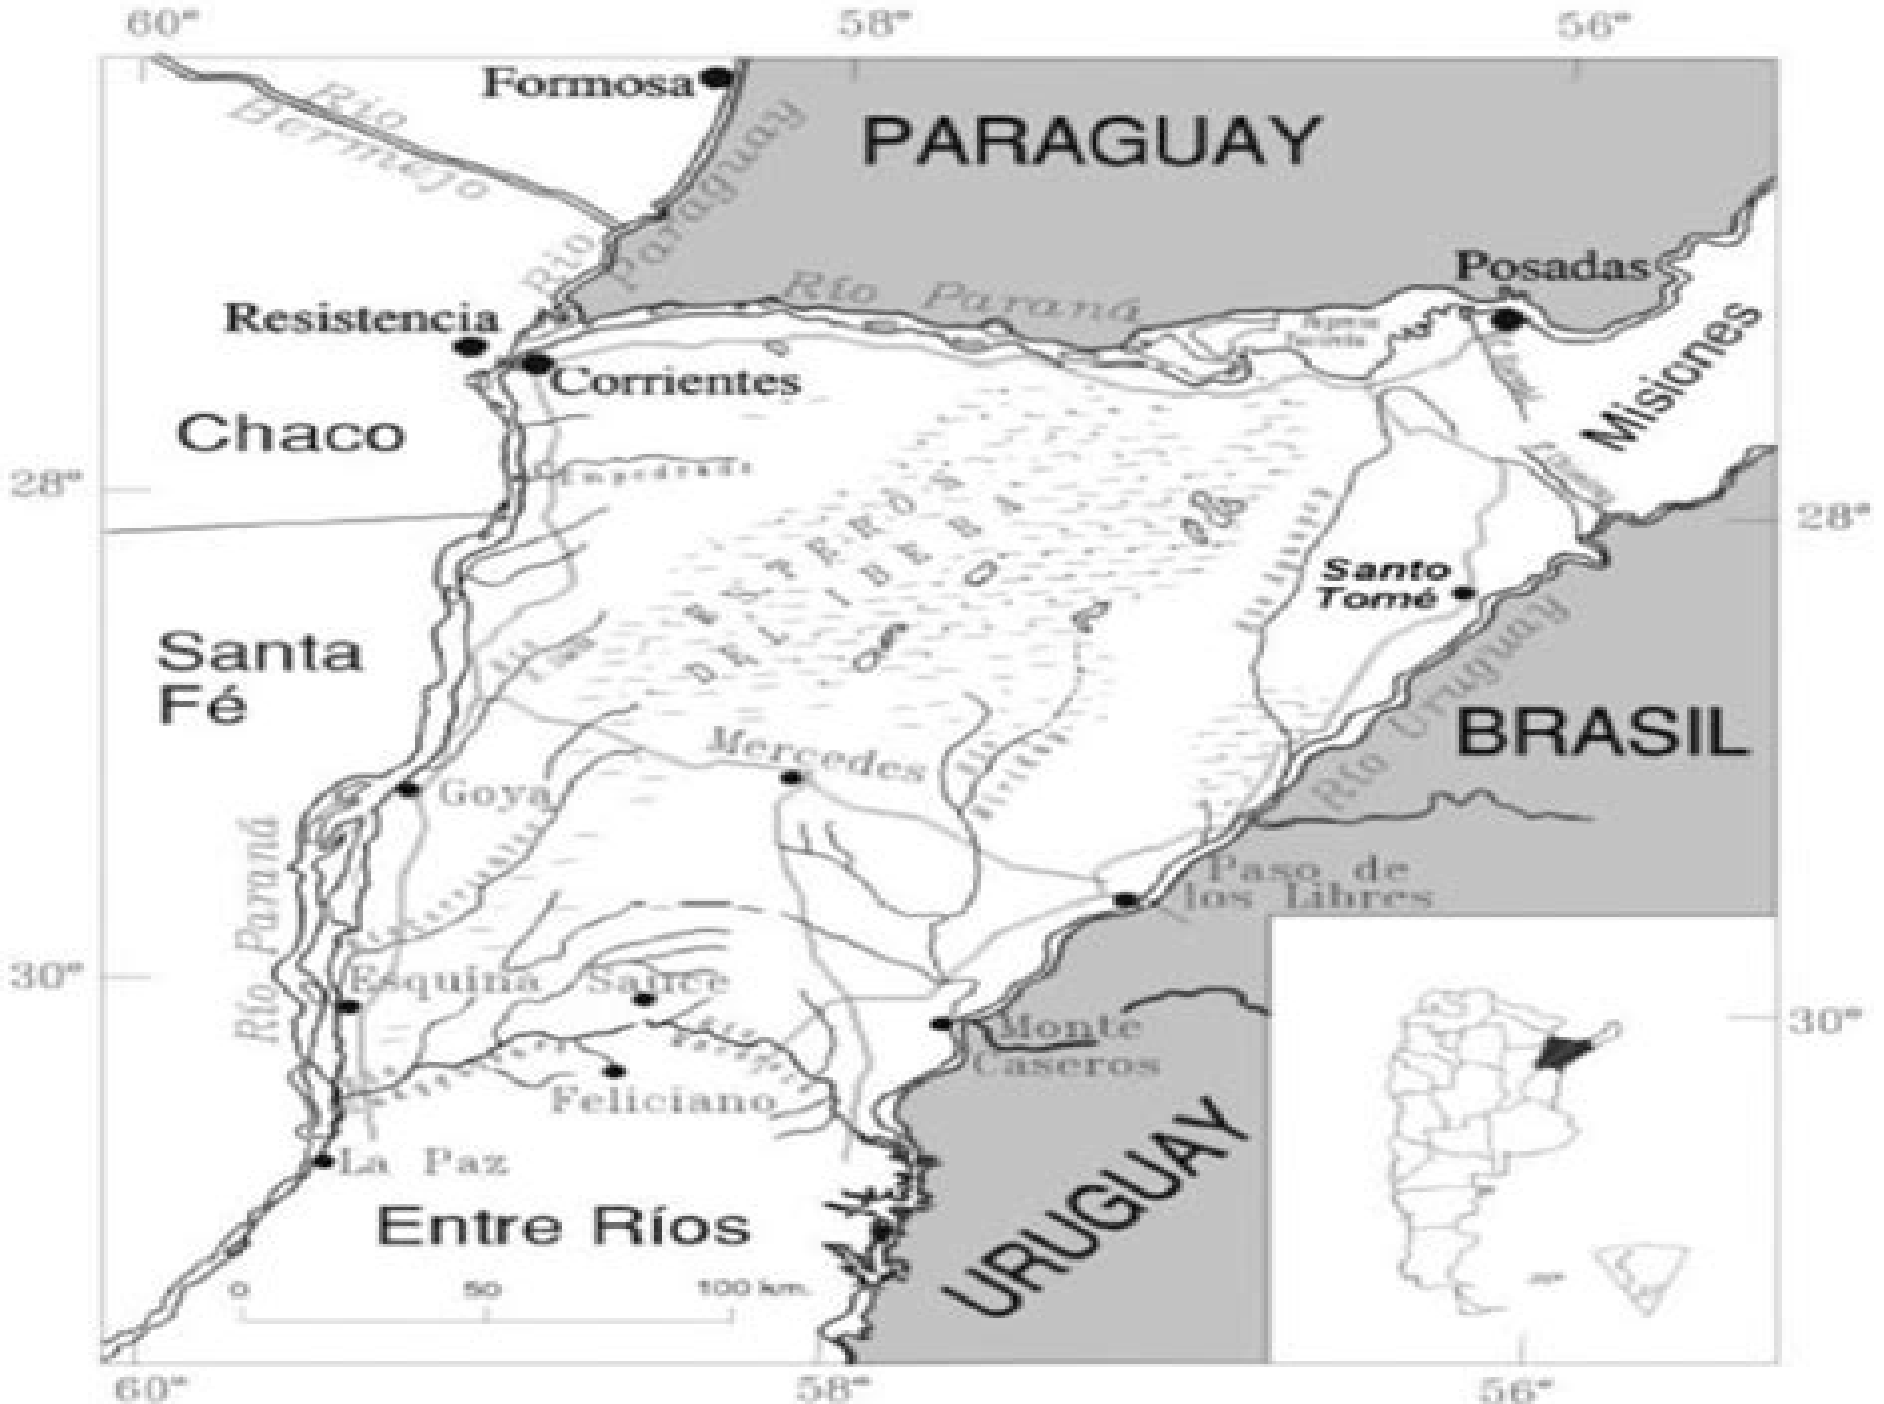 60°
58°
56°
Formosa
Río
Bermejo
Río Paraguay
PARAGUAY
Posadas
Río Paraná
Resistencia
Corrientes
Misiones
Chaco
28°
Empedrado
28°
ESTEROS
DEL IBERA
Santo
Tomé
Santa
Fé
Río Uruguay
BRASIL
Mercedes
Goya
Río Paraná
Paso de
los Libres
30°
Esquina
Sauce
Monte
Caseros
30°
Feliciano
La Paz
URUGUAY
Entre Ríos
0
50
100 km.
60°
58°
56°